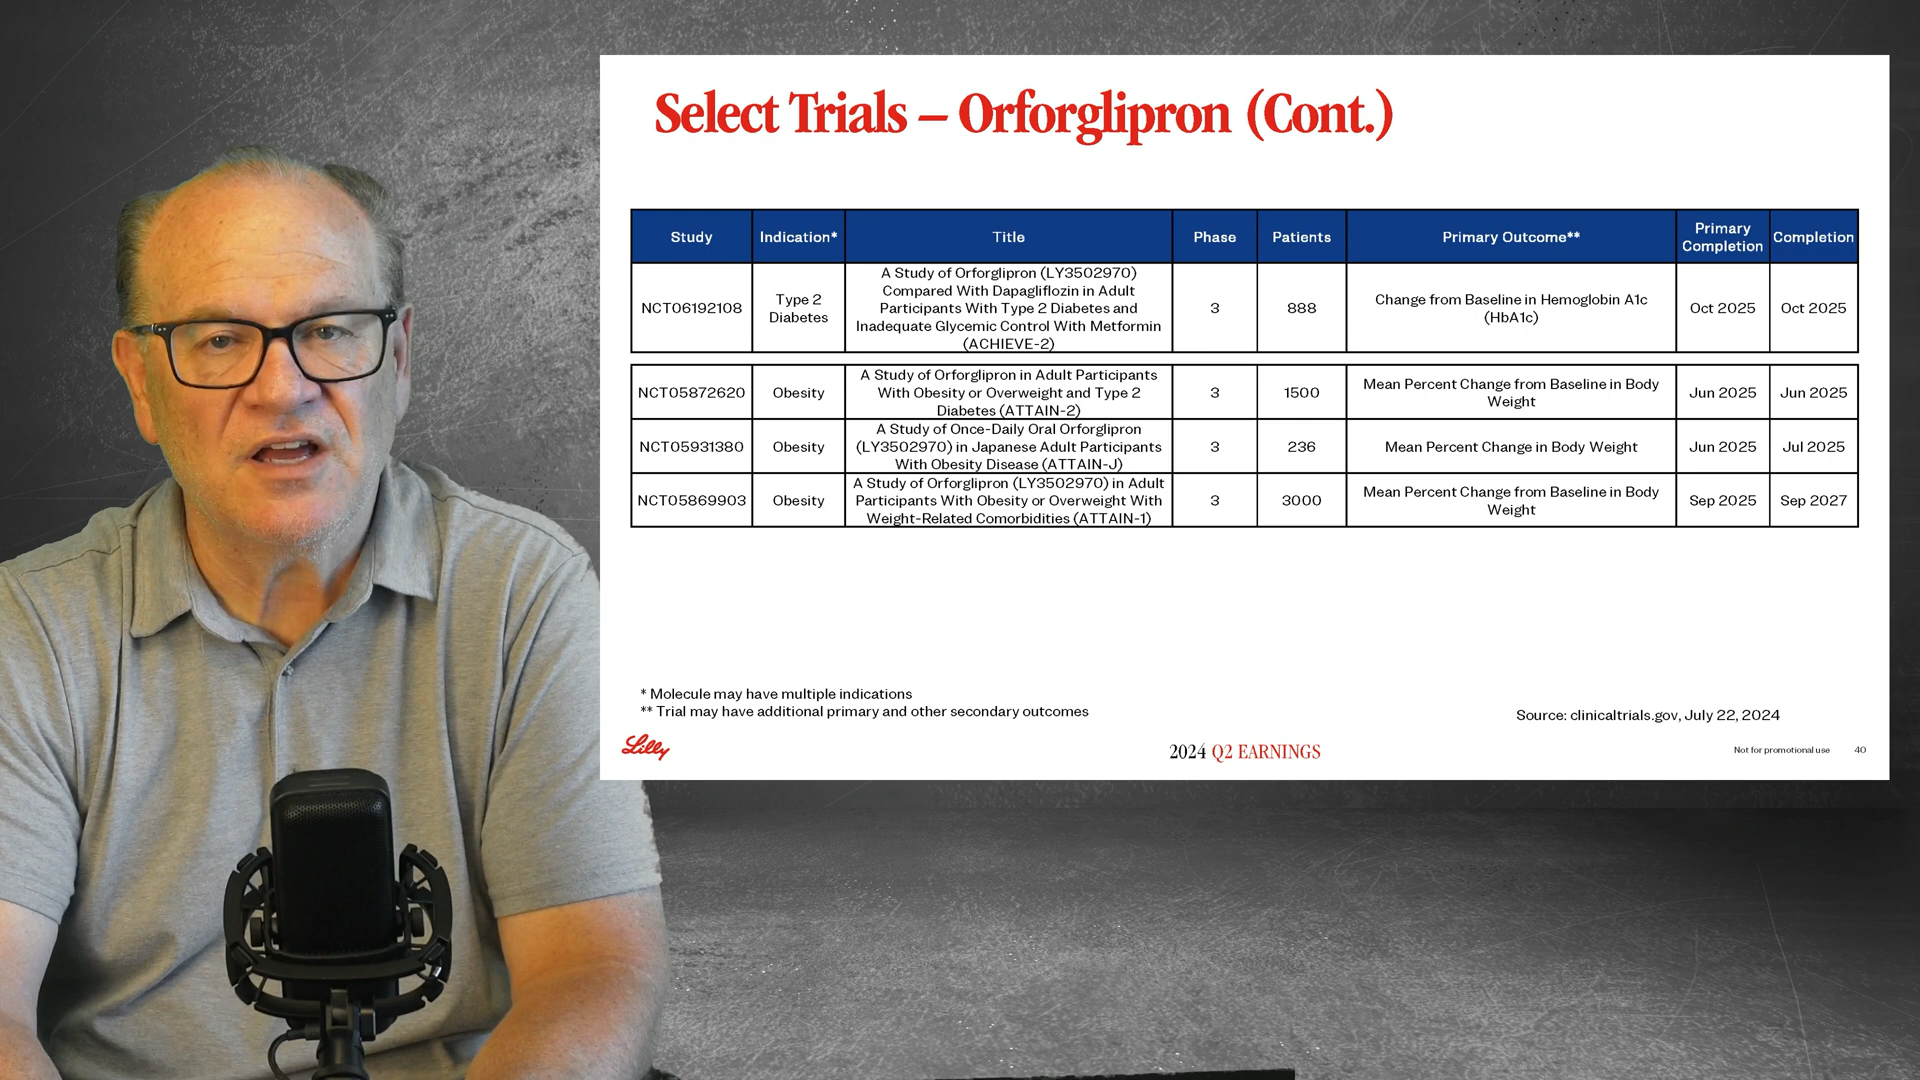 Select Trials – Orforglipron (Cont.)
Study
Indication*
Title
Phase
Patients
Primary Outcome**
Primary
Completion
Completion
NCT06192108
Type 2
Diabetes
A Study of Orforglipron (LY3502970)
Compared With Dapagliflozin in Adult
Participants With Type 2 Diabetes and
Inadequate Glycemic Control With Metformin
(ACHIEVE-2)
3
888
Change from Baseline in Hemoglobin A1c
(HbA1c)
Oct 2025
Oct 2025
NCT05872620
Obesity
A Study of Orforglipron in Adult Participants
With Obesity or Overweight and Type 2
Diabetes (ATTAIN-2)
3
1500
Mean Percent Change from Baseline in Body
Weight
Jun 2025
Jun 2025
NCT05931380
Obesity
A Study of Once-Daily Oral Orforglipron
(LY3502970) in Japanese Adult Participants
With Obesity Disease (ATTAIN-J)
3
236
Mean Percent Change in Body Weight
Jun 2025
Jul 2025
NCT05869903
Obesity
A Study of Orforglipron (LY3502970) in Adult
Participants With Obesity or Overweight With
Weight-Related Comorbidities (ATTAIN-1)
3
3000
Mean Percent Change from Baseline in Body
Weight
Sep 2025
Sep 2027
* Molecule may have multiple indications
** Trial may have additional primary and other secondary outcomes
Source: clinicaltrials.gov, July 22, 2024
Lilly
2024 Q2 EARNINGS
Not for promotional use
40